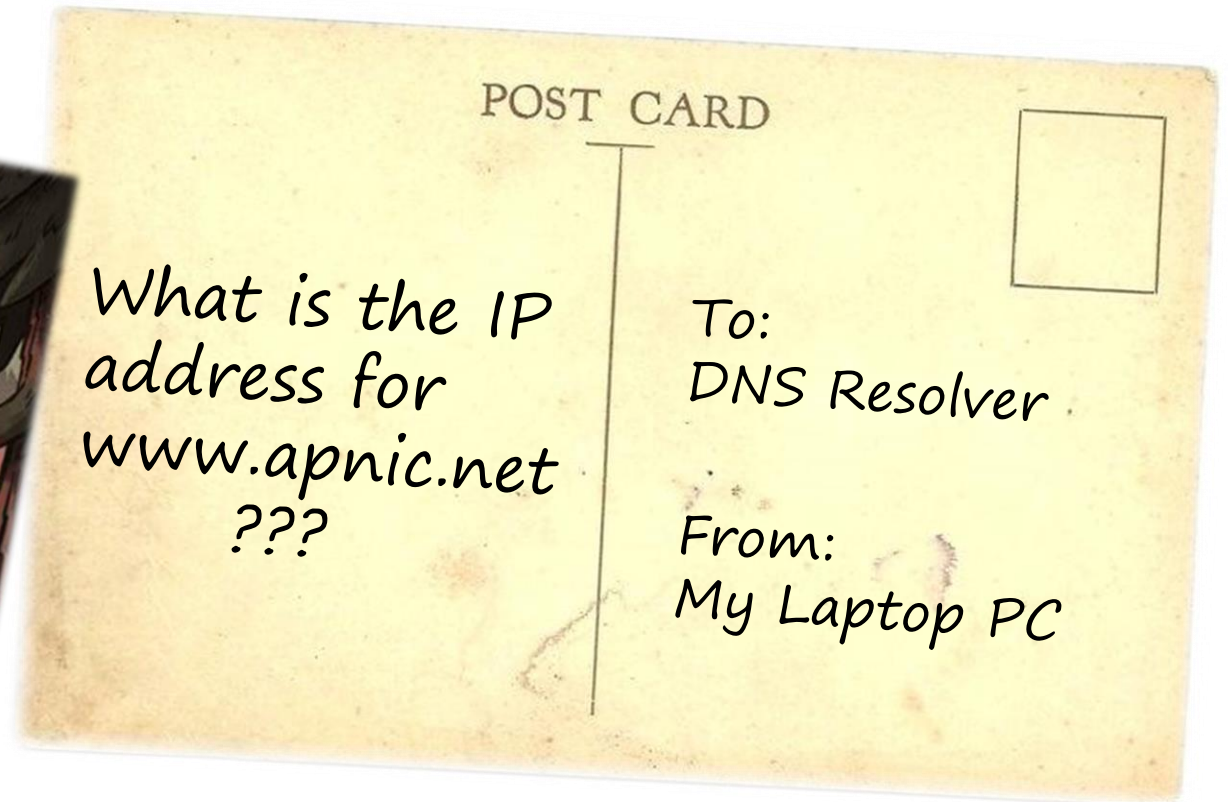 POST CARD
What is the IP
address for
www.apnic.net
???
To:
DNS Resolver
From:
My Laptop PC